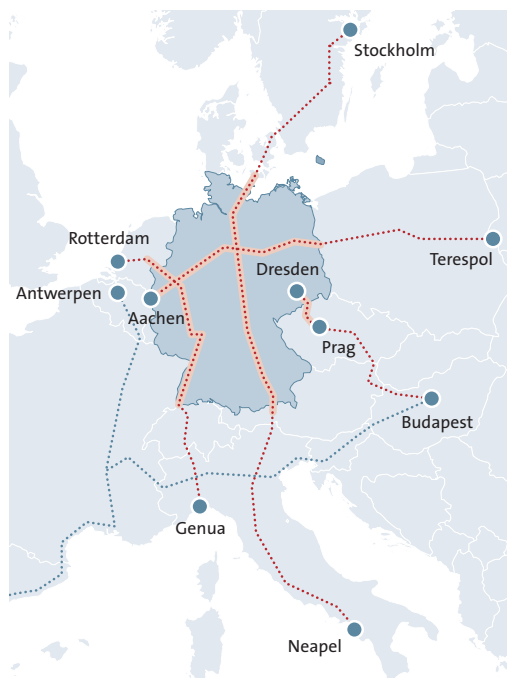 Stockholm
Rotterdam
Terespol
Dresden
Antwerpen
Aachen
Prag
Budapest
Genua
Neapel